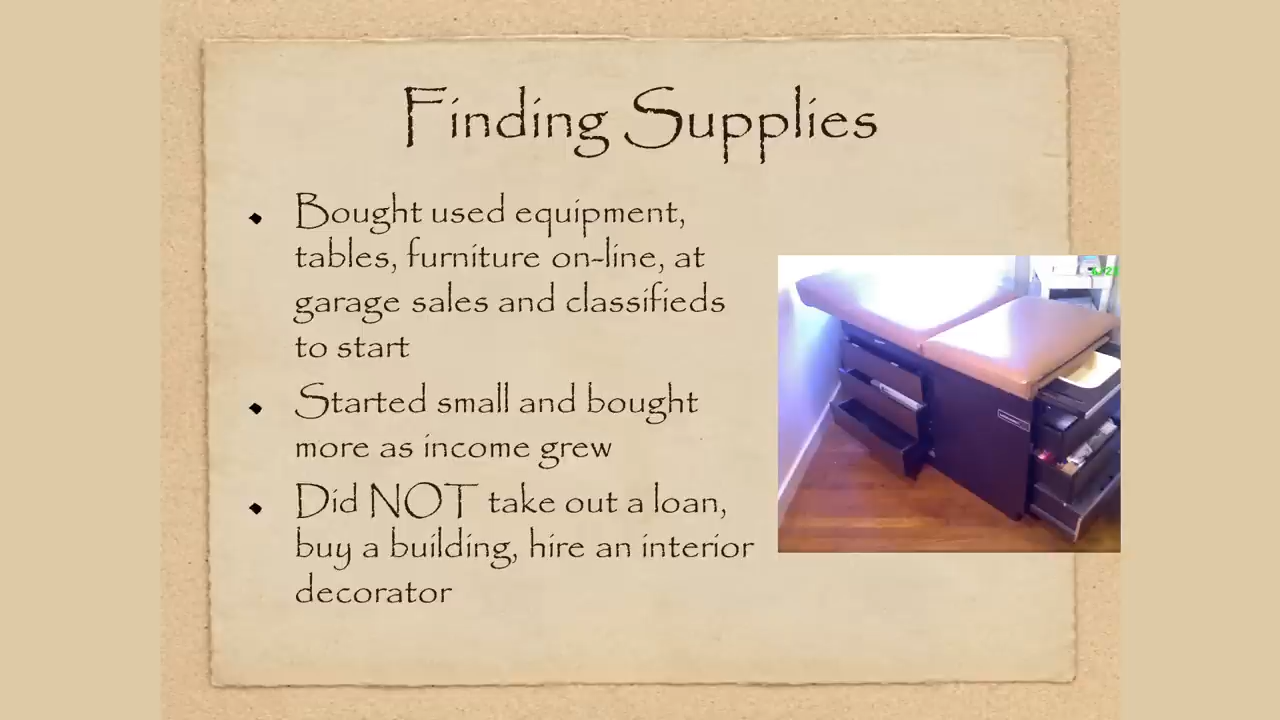 Finding Supplies
Bought used equipment,
tables, furniture on-line, at
garage sales and classifieds
to start
Started small and bought
more as income grew
Did NOT take out a loan,
buy a building, hire an interior
decorator